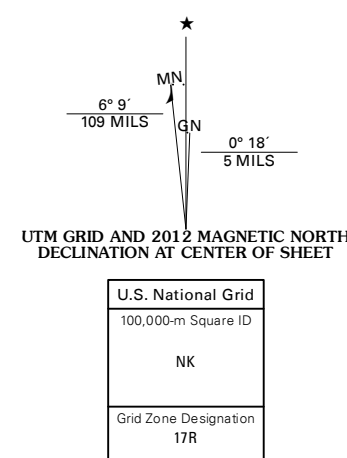 ★
M.N.
6° 9´
109 MILS
GN
0° 18´
5 MILS
UTM GRID AND 2012 MAGNETIC NORTH
DECLINATION AT CENTER OF SHEET
U.S. National Grid
100,000-m Square ID
NK
Grid Zone Designation
17R